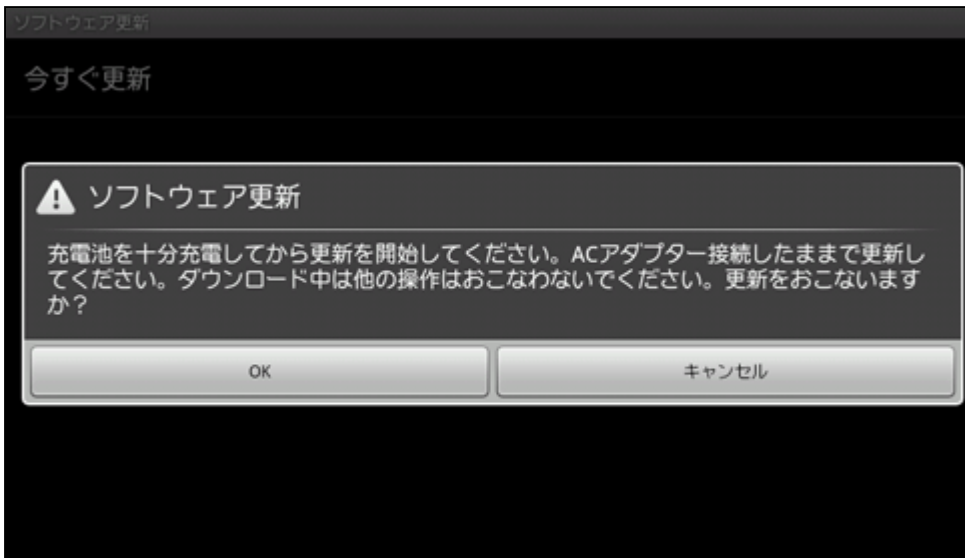 ソフトウェア更新
今すぐ更新
ソフトウェア更新
充電池を十分充電してから更新を開始してください。ACアダプター接続したままで更新し
てください。ダウンロード中は他の操作はおこなわないでください。更新をおこないます
か？
OK
キャンセル